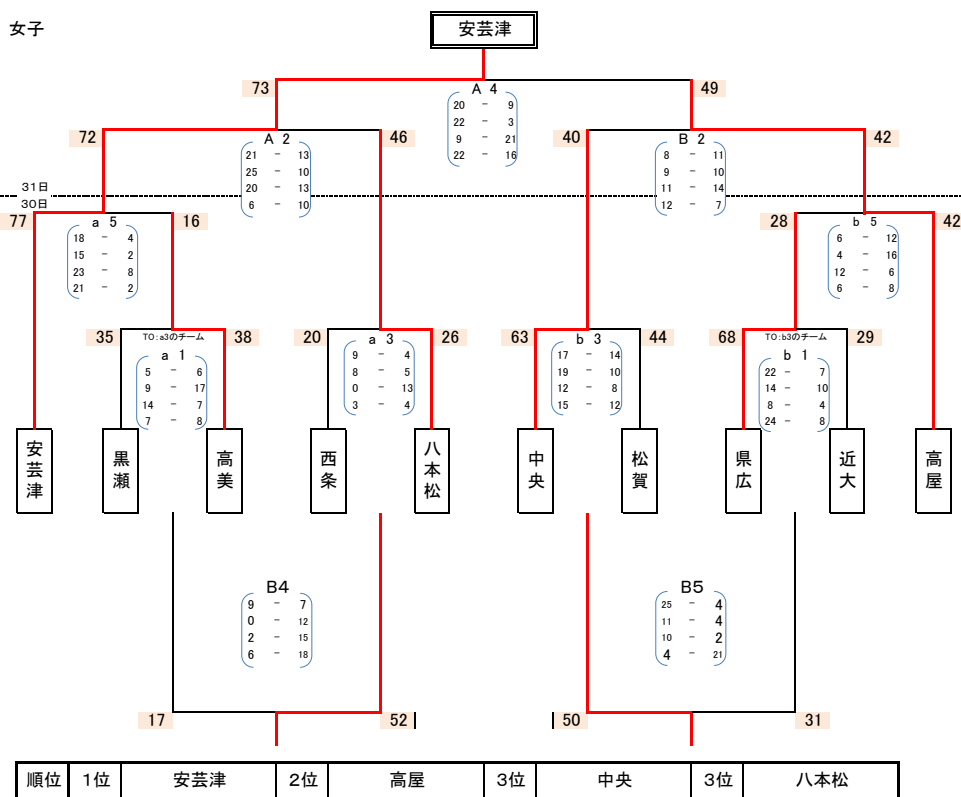 女子
安芸津
73 49
A 4
20 - 9
22 - 3
9 - 21
22 - 16
72 46 40 42
A 2
21 - 13
25 - 10
20 - 13
6 - 10
B 2
8 - 11
9 - 10
11 - 14
12 - 7
31日
30日
77 16 28 42
a 5
18 - 4
15 - 2
23 - 8
21 - 2
b 5
6 - 12
4 - 16
12 - 6
6 - 8
35 TO:a3のチーム 38 20 26 63 44 68 TO:b3のチーム 29
a 1
5 - 6
9 - 17
14 - 7
7 - 8
a 3
9 - 4
8 - 5
0 - 13
3 - 4
b 3
17 - 14
19 - 10
12 - 8
15 - 12
b 1
22 - 7
14 - 10
8 - 4
24 - 8
安芸津 黒瀬 高美 西条 八本松 中央 松賀 県広 近大 高屋
B4
9 - 7
0 - 12
2 - 15
6 - 18
B5
25 - 4
11 - 4
10 - 2
4 - 21
17 52 50 31
順位 1位 安芸津 2位 高屋 3位 中央 3位 八本松